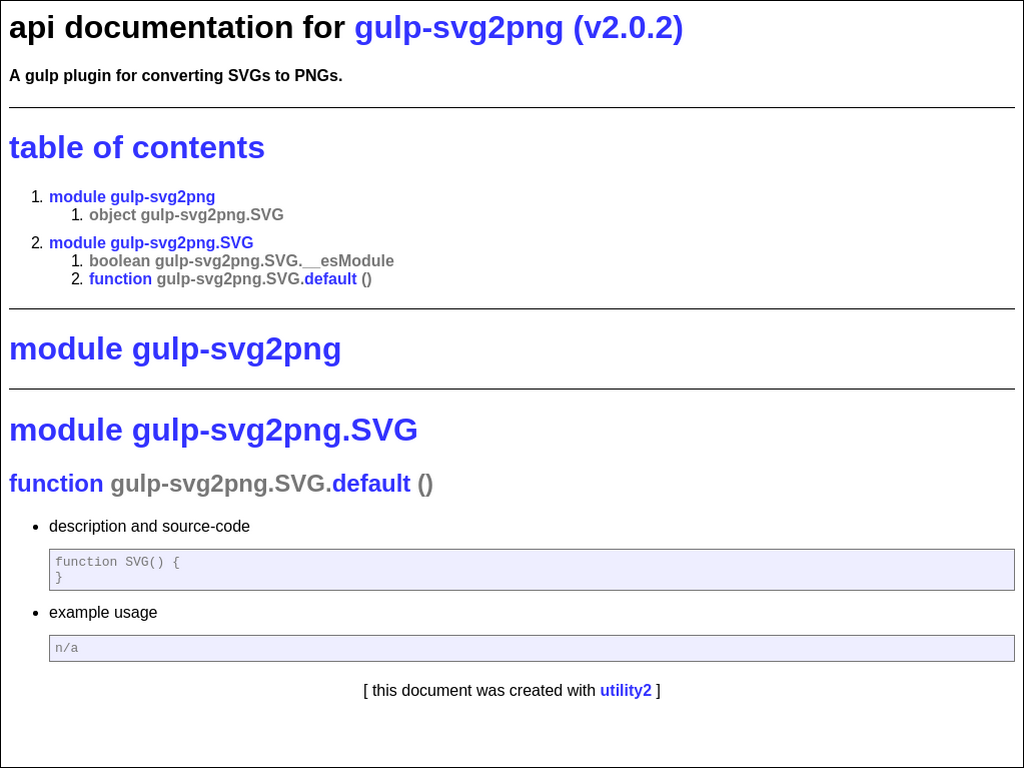 api documentation for gulp-svg2png (v2.0.2)
A gulp plugin for converting SVGs to PNGs.
table of contents
1. module gulp-svg2png
1. object gulp-svg2png.SVG
2. module gulp-svg2png.SVG
1. boolean gulp-svg2png.SVG.__esModule
2. function gulp-svg2png.SVG.default ()
module gulp-svg2png
module gulp-svg2png.SVG
function gulp-svg2png.SVG.default ()
• description and source-code
function SVG() {
}
• example usage
n/a
[ this document was created with utility2 ]